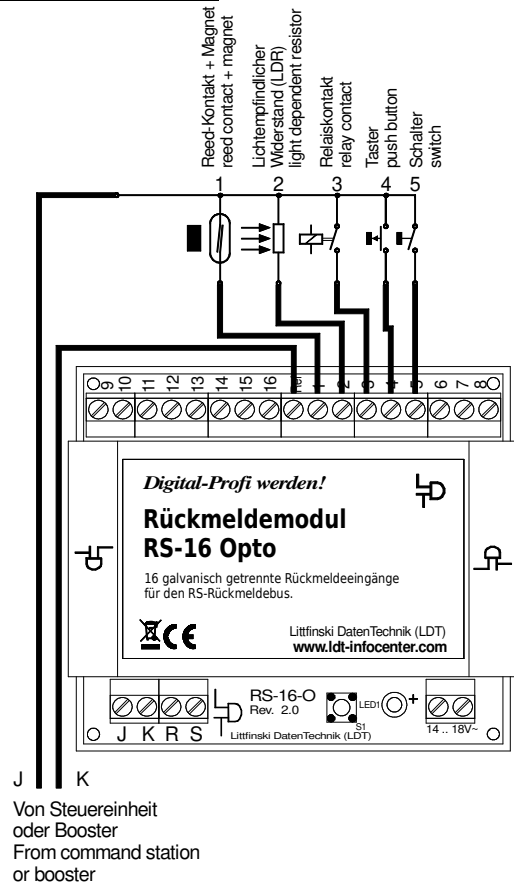 Reed-Kontakt + Magnet
reed contact + magnet
Lichtempfindlicher
Widerstand (LDR)
light dependent resistor
Relaiskontakt
relay contact
Taster
push button
Schalter
switch
1 2 3 4 5
9 10 11 12 13 14 15 16 Ref 1 2 3 4 5 6 7 8
Digital-Profi werden!
Rückmeldemodul
RS-16 Opto
16 galvanisch getrennte Rückmeldeeingänge
für den RS-Rückmeldebus.
CE
Littfinski DatenTechnik (LDT)
www.ldt-infocenter.com
J K R S
RS-16-O
Rev. 2.0
Littfinski DatenTechnik (LDT)
S1
LED1
+
14 .. 18V~
J K
Von Steuereinheit
oder Booster
From command station
or booster